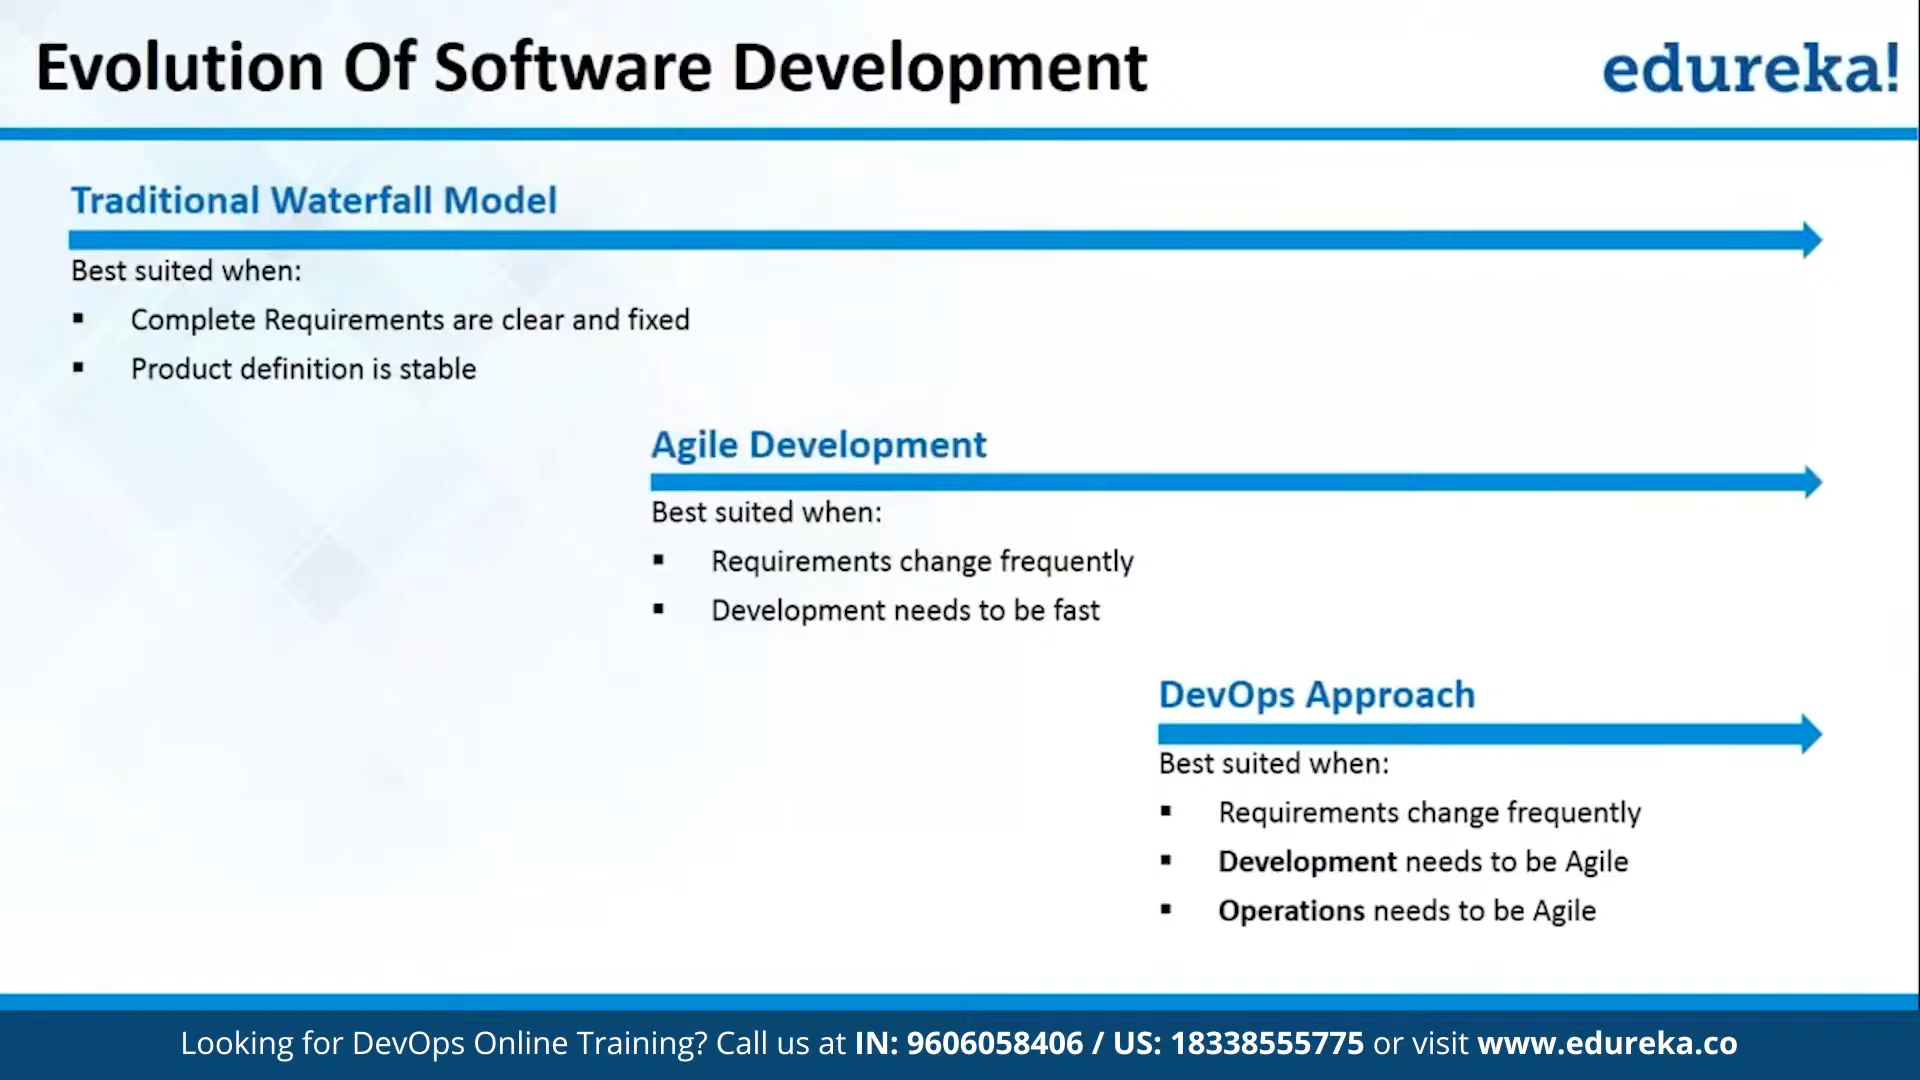 Evolution Of Software Development
edureka!
Traditional Waterfall Model
Best suited when:
▪ Complete Requirements are clear and fixed
▪ Product definition is stable
Agile Development
Best suited when:
▪ Requirements change frequently
▪ Development needs to be fast
DevOps Approach
Best suited when:
▪ Requirements change frequently
▪ Development needs to be Agile
▪ Operations needs to be Agile
Looking for DevOps Online Training? Call us at IN: 9606058406 / US: 18338555775 or visit www.edureka.co